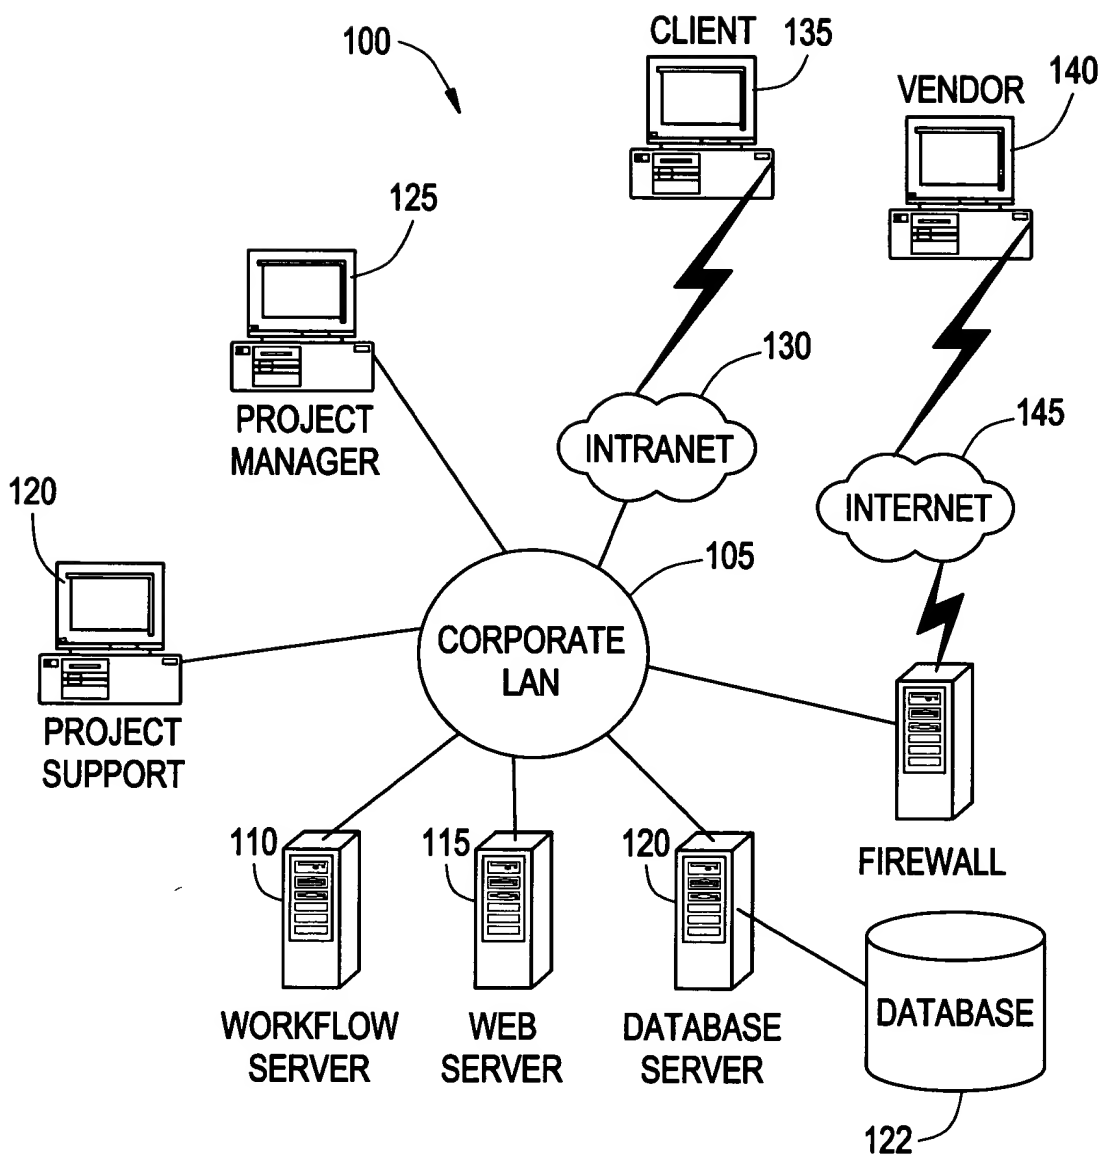 100
CLIENT
135
VENDOR
140
125
PROJECT
MANAGER
130
INTRANET
145
INTERNET
120
PROJECT
SUPPORT
105
CORPORATE
LAN
FIREWALL
110
WORKFLOW
SERVER
115
WEB
SERVER
120
DATABASE
SERVER
DATABASE
122